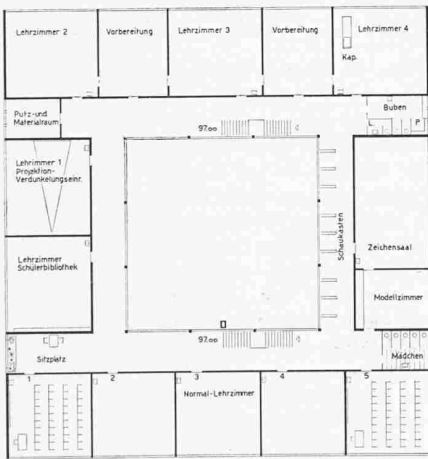 Lehrzimmer 2
Vorbereitung
Lehrzimmer 3
Vorbereitung
Lehrzimmer 4
Kap.
Putz-und
Materialraum
Buben
L
P
97.00
Lehrimmer 1
Projektion-
Verdunkelungseinr.
Schaukästen
Zeichensaal
Lehrzimmer
Schülerbibliothek
Modellzimmer
97.00
Sitzplatz
Mädchen
1
2
3
4
5
Normal-Lehrzimmer